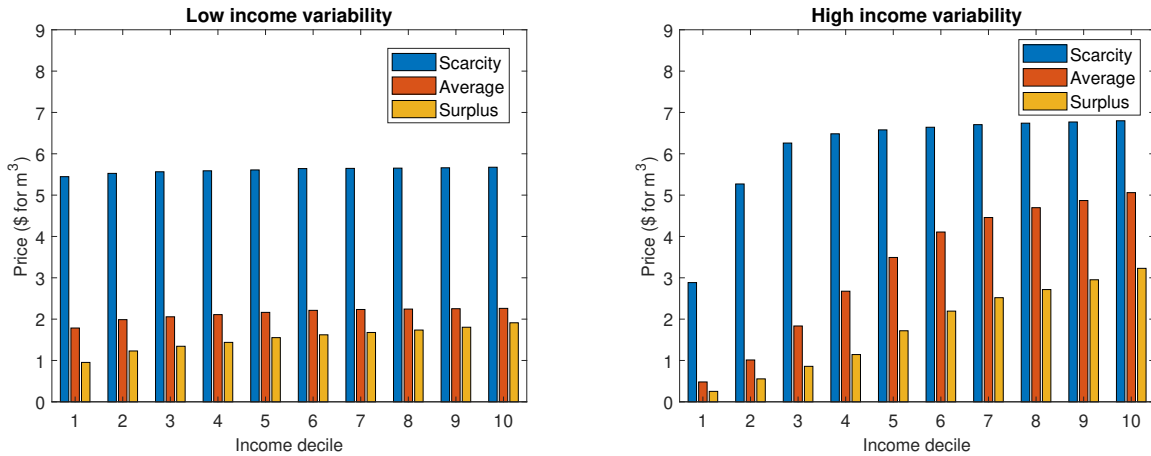 Low income variability
9
8
7
6
5
4
3
2
1
0
Price ($ for m³)
Scarcity
Average
Surplus
1 2 3 4 5 6 7 8 9 10
Income decile
High income variability
9
8
7
6
5
4
3
2
1
0
Price ($ for m³)
Scarcity
Average
Surplus
1 2 3 4 5 6 7 8 9 10
Income decile